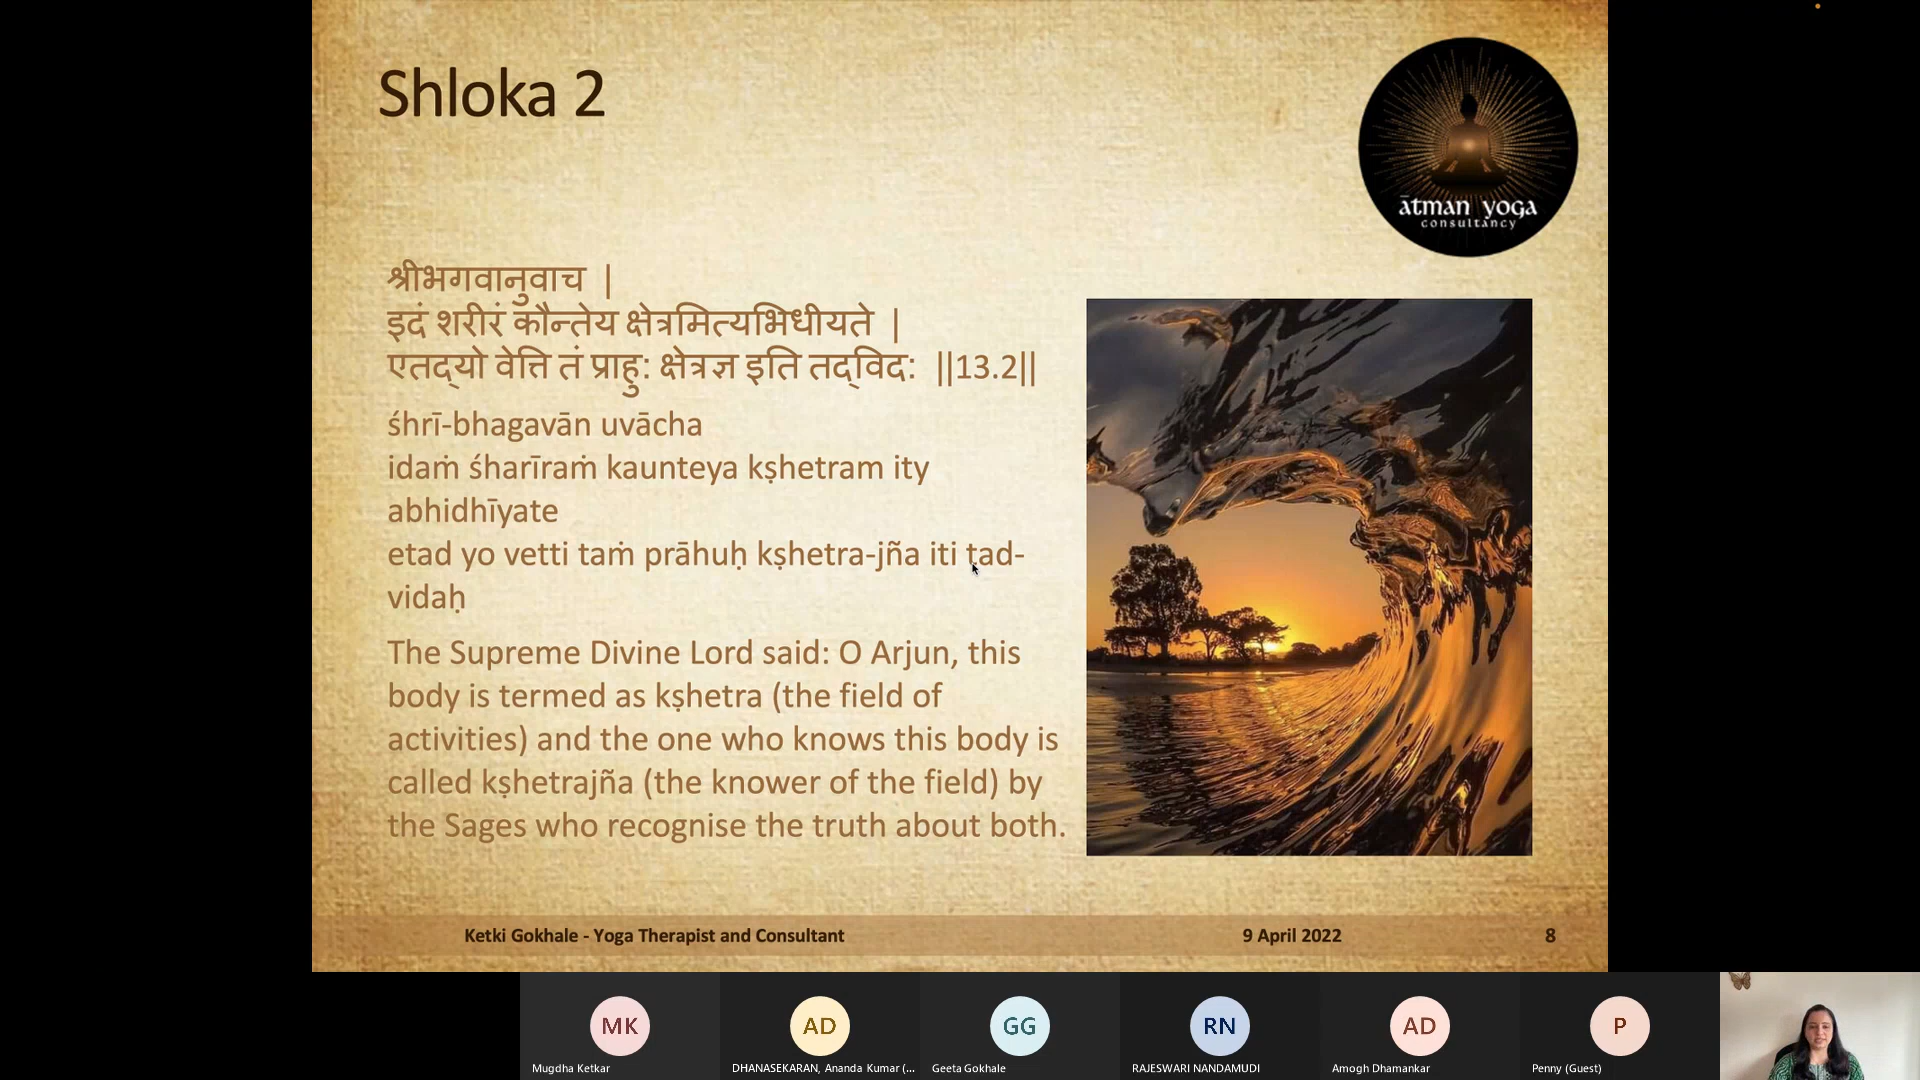 Shloka 2
ātman yoga
consultancy
श्रीभगवानुवाच |
इदं शरीरं कौन्तेय क्षेत्रमित्यभिधीयते |
एतद्यो वेत्ति तं प्राहु: क्षेत्रज्ञ इति तद्विद: ||13.2||
śhrī-bhagavān uvācha
idaṁ śharīraṁ kaunteya kṣhetram ity
abhidhīyate
etad yo vetti taṁ prāhuḥ kṣhetra-jña iti tad-
vidaḥ
The Supreme Divine Lord said: O Arjun, this
body is termed as kṣhetra (the field of
activities) and the one who knows this body is
called kṣhetrajña (the knower of the field) by
the Sages who recognise the truth about both.
Ketki Gokhale - Yoga Therapist and Consultant
9 April 2022
8
MK
AD
GG
RN
AD
P
Mugdha Ketkar
DHANASEKARAN, Ananda Kumar (...
Geeta Gokhale
RAJESWARI NANDAMUDI
Amogh Dhamankar
Penny (Guest)